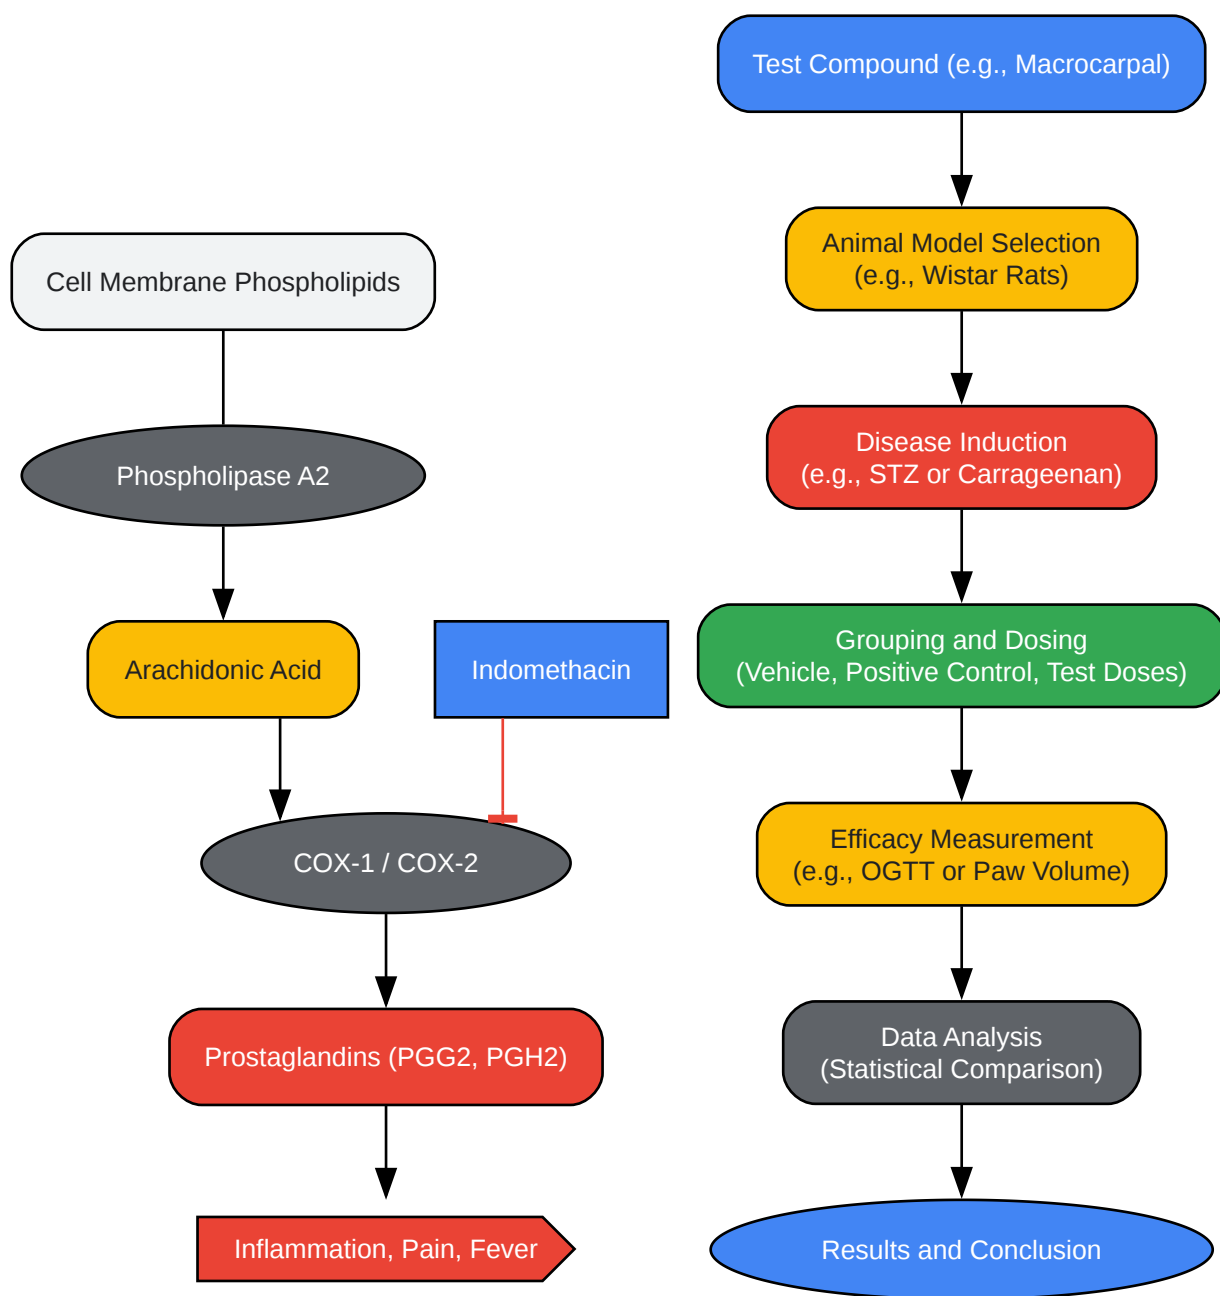 Cell Membrane Phospholipids
Phospholipase A2
Arachidonic Acid
Indomethacin
COX-1 / COX-2
Prostaglandins (PGG2, PGH2)
Inflammation, Pain, Fever
Test Compound (e.g., Macrocarpal)
Animal Model Selection
(e.g., Wistar Rats)
Disease Induction
(e.g., STZ or Carrageenan)
Grouping and Dosing
(Vehicle, Positive Control, Test Doses)
Efficacy Measurement
(e.g., OGTT or Paw Volume)
Data Analysis
(Statistical Comparison)
Results and Conclusion